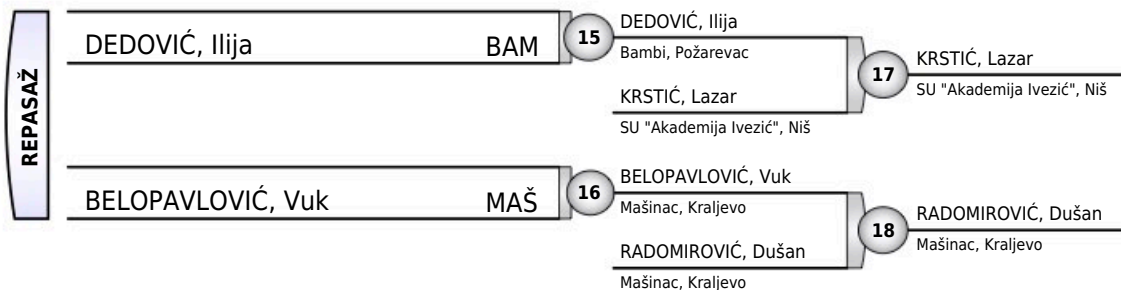 REPASAŽ
DEDOVIĆ, Ilija BAM
15
DEDOVIĆ, Ilija
Bambi, Požarevac
KRSTIĆ, Lazar
SU "Akademija Ivezić", Niš
17
KRSTIĆ, Lazar
SU "Akademija Ivezić", Niš
BELOPAVLOVIĆ, Vuk MAŠ
16
BELOPAVLOVIĆ, Vuk
Mašinac, Kraljevo
RADOMIROVIĆ, Dušan
Mašinac, Kraljevo
18
RADOMIROVIĆ, Dušan
Mašinac, Kraljevo